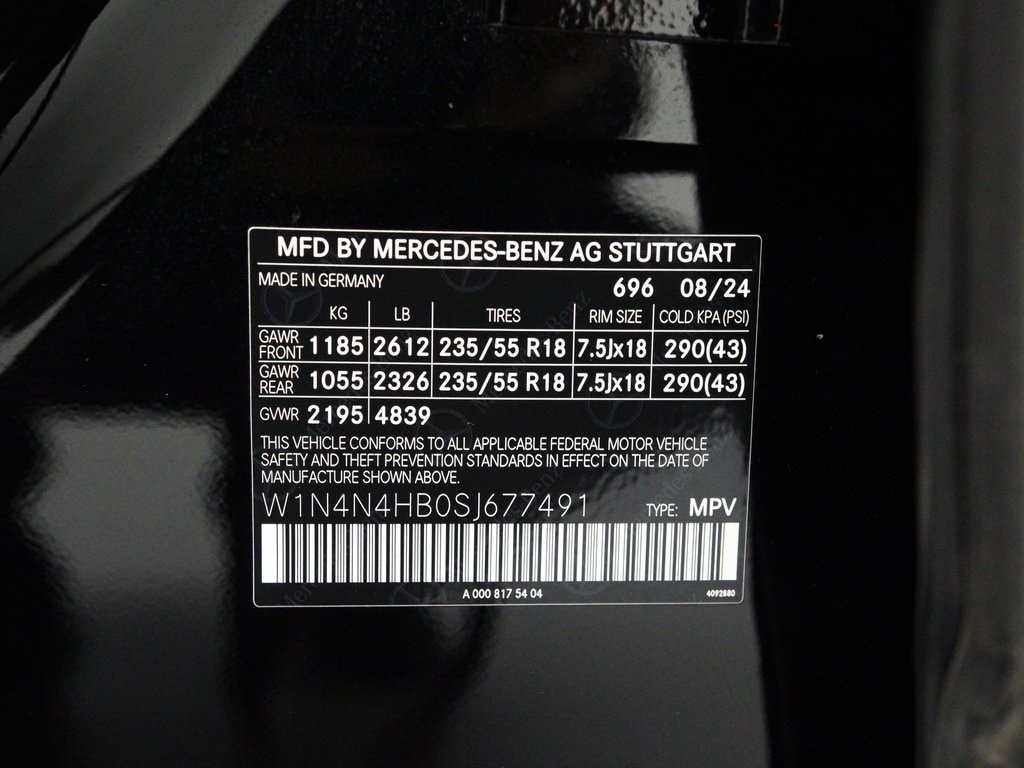 MFD BY MERCEDES-BENZ AG STUTTGART
MADE IN GERMANY
696 08/24
KG LB TIRES RIM SIZE COLD KPA (PSI)
GAWR FRONT 1185 2612 235/55 R18 7.5Jx18 290(43)
GAWR REAR 1055 2326 235/55 R18 7.5Jx18 290(43)
GVWR 2195 4839
THIS VEHICLE CONFORMS TO ALL APPLICABLE FEDERAL MOTOR VEHICLE
SAFETY AND THEFT PREVENTION STANDARDS IN EFFECT ON THE DATE OF
MANUFACTURE SHOWN ABOVE.
W1N4N4HB0SJ677491 TYPE: MPV
A 000 817 54 04
4092880